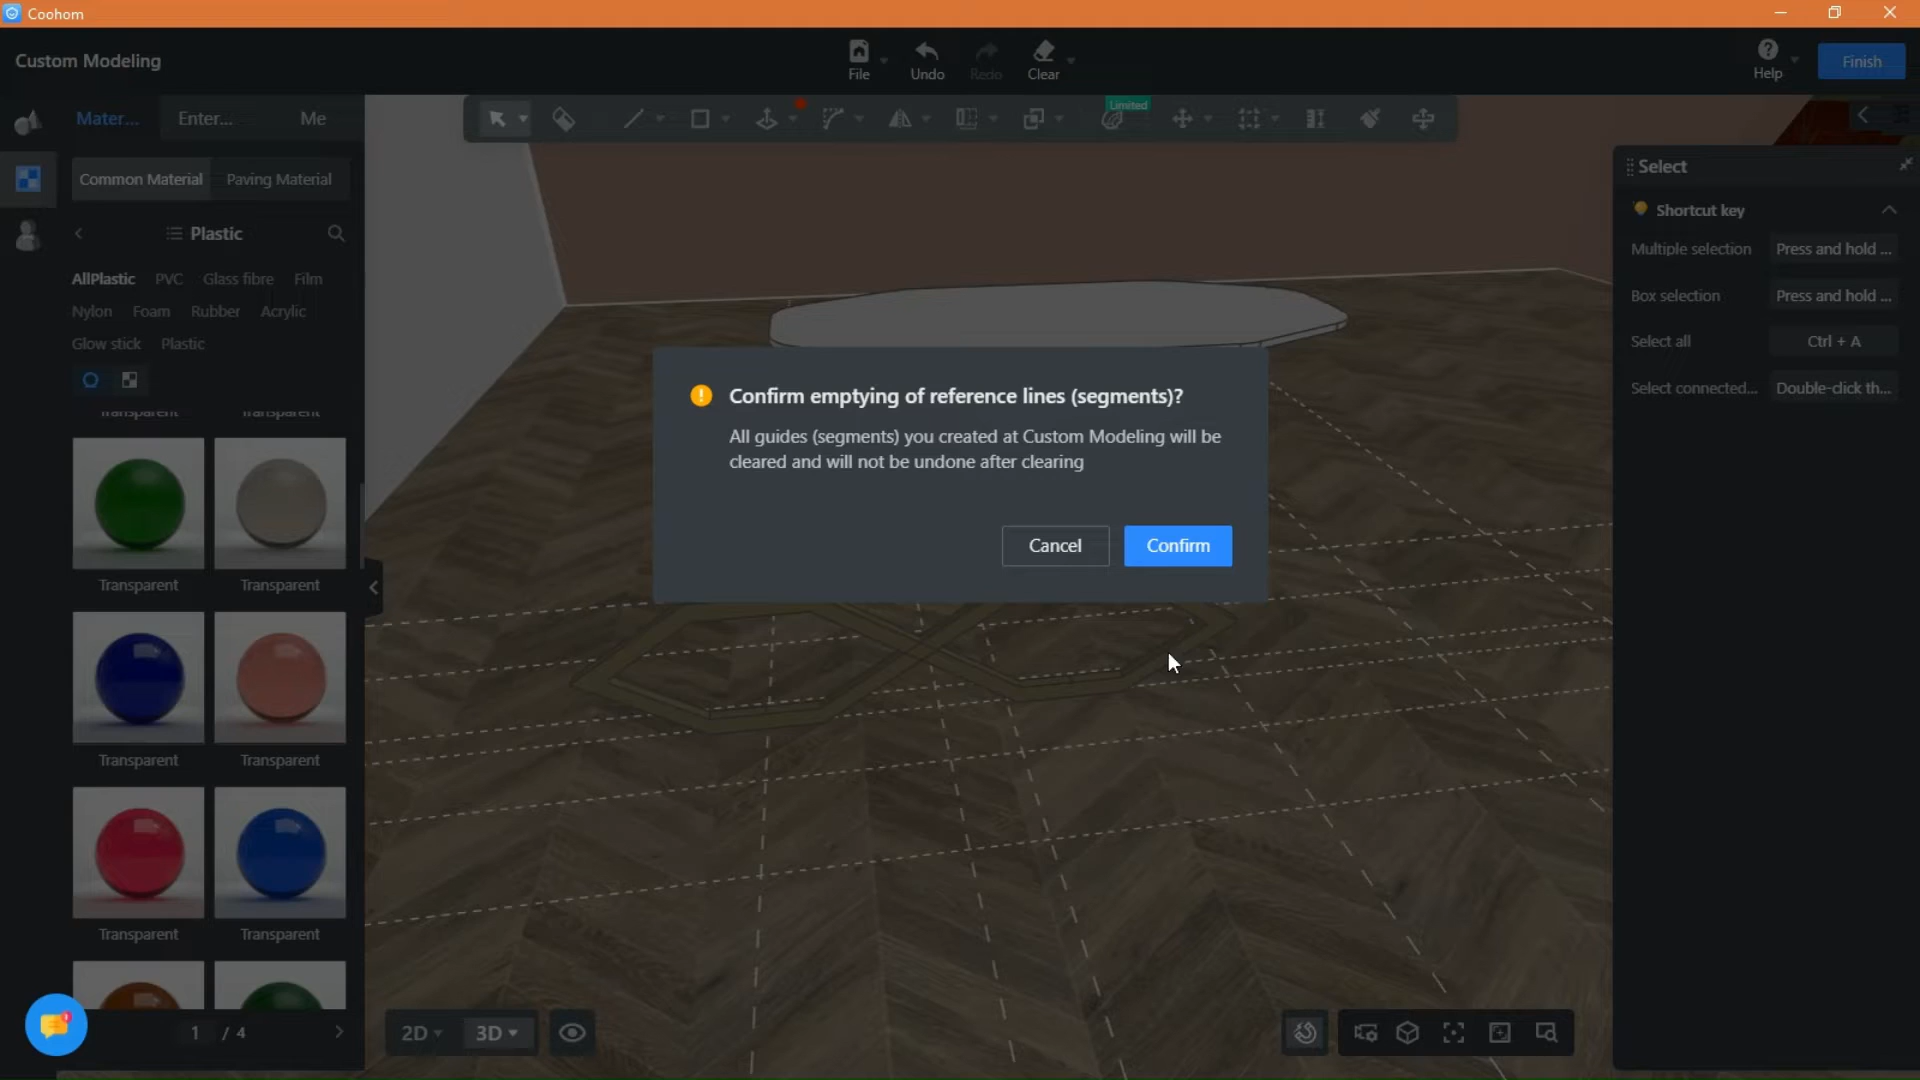 Coohom
Custom Modeling
File
Undo
Redo
Clear
Help
Finish
Mater...
Enter...
Me
Limited
Common Material
Paving Material
Plastic
AllPlastic PVC Glass fibre Film
Nylon Foam Rubber Acrylic
Glow stick Plastic
Transparent
Transparent
Transparent
Transparent
Transparent
Transparent
Transparent
Transparent
1 / 4
2D
3D
Confirm emptying of reference lines (segments)?
All guides (segments) you created at Custom Modeling will be
cleared and will not be undone after clearing
Cancel
Confirm
Select
Shortcut key
Multiple selection Press and hold ...
Box selection Press and hold ...
Select all Ctrl + A
Select connected... Double-click th...